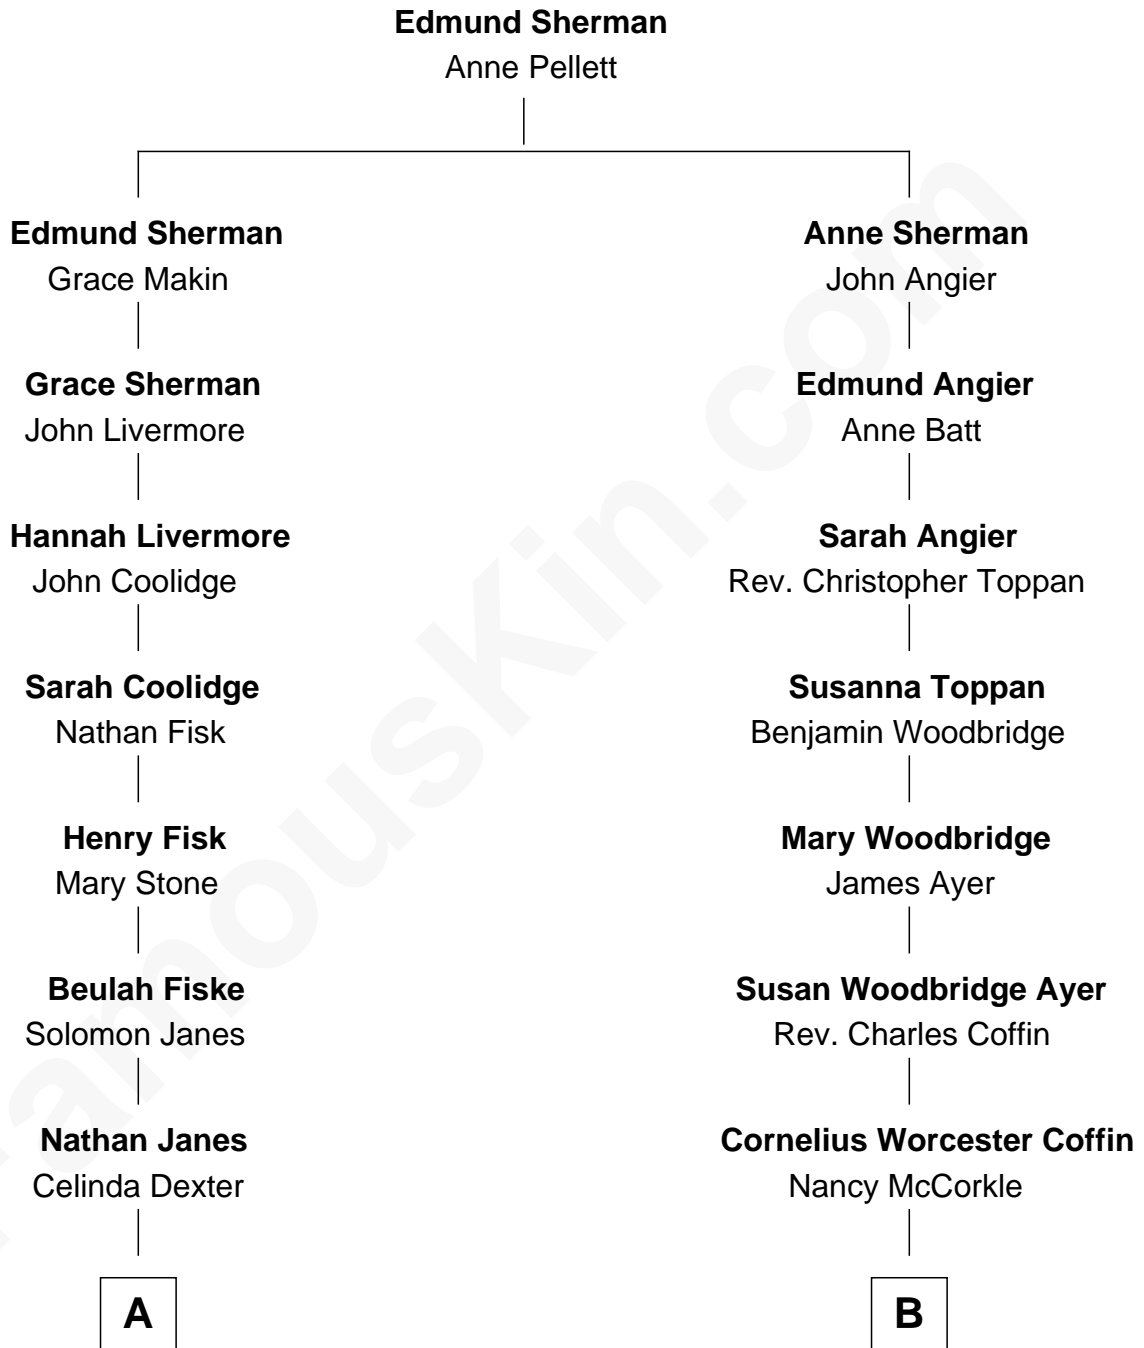 Edmund Sherman
Anne Pellett
Edmund Sherman
Grace Makin
Grace Sherman
John Livermore
Hannah Livermore
John Coolidge
Sarah Coolidge
Nathan Fisk
Henry Fisk
Mary Stone
Beulah Fiske
Solomon Janes
Nathan Janes
Celinda Dexter
A
Anne Sherman
John Angier
Edmund Angier
Anne Batt
Sarah Angier
Rev. Christopher Toppan
Susanna Toppan
Benjamin Woodbridge
Mary Woodbridge
James Ayer
Susan Woodbridge Ayer
Rev. Charles Coffin
Cornelius Worcester Coffin
Nancy McCorkle
B
FamousKin.com